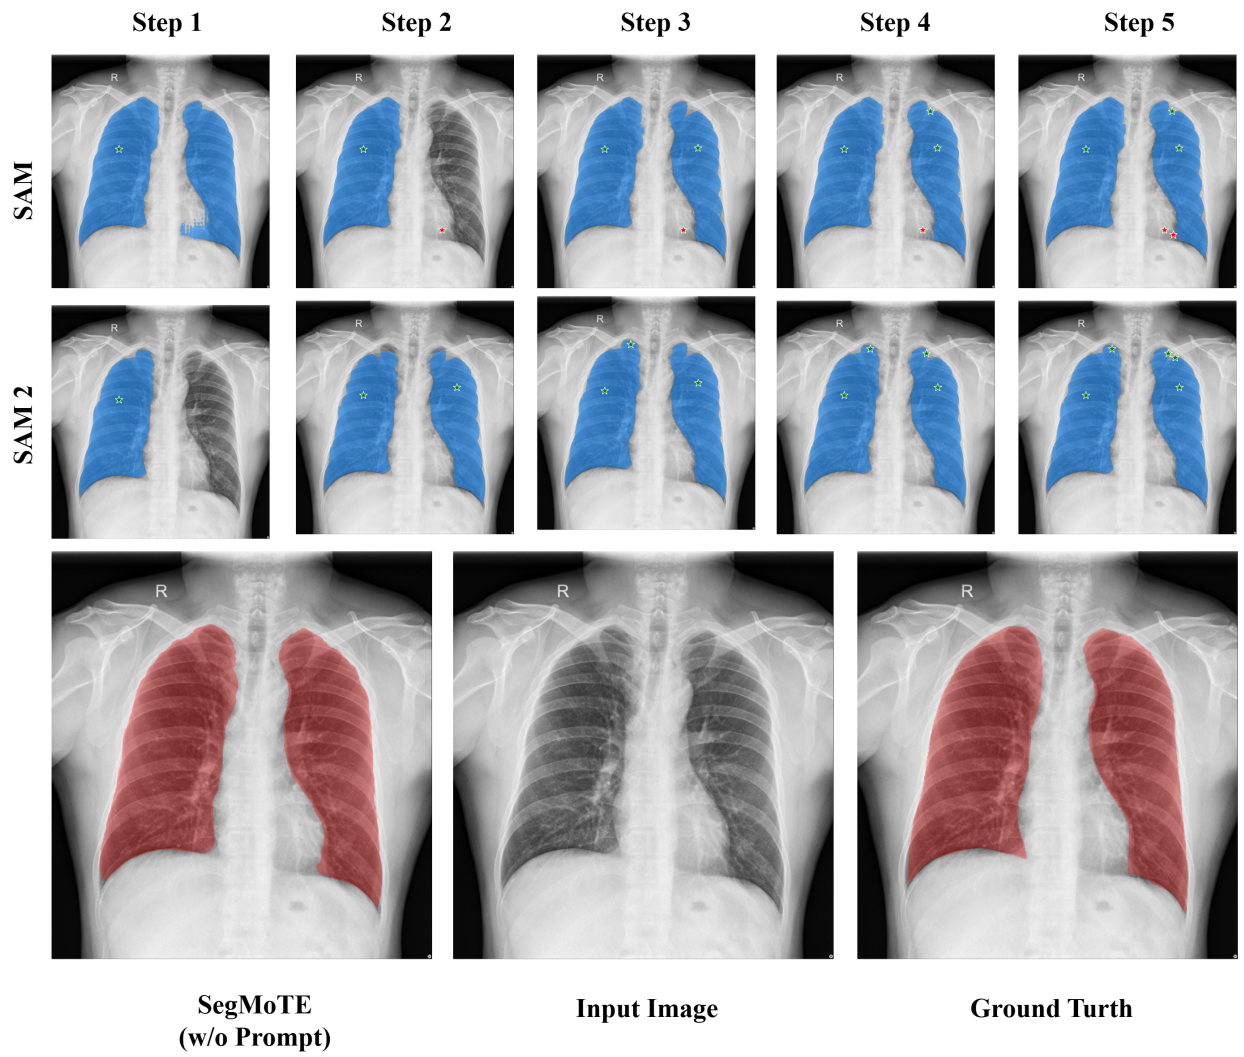 Step 1 Step 2 Step 3 Step 4 Step 5
SAM
R R R R R
SAM 2
R R R R R
R R R
SegMoTE
(w/o Prompt)
Input Image
Ground Turth